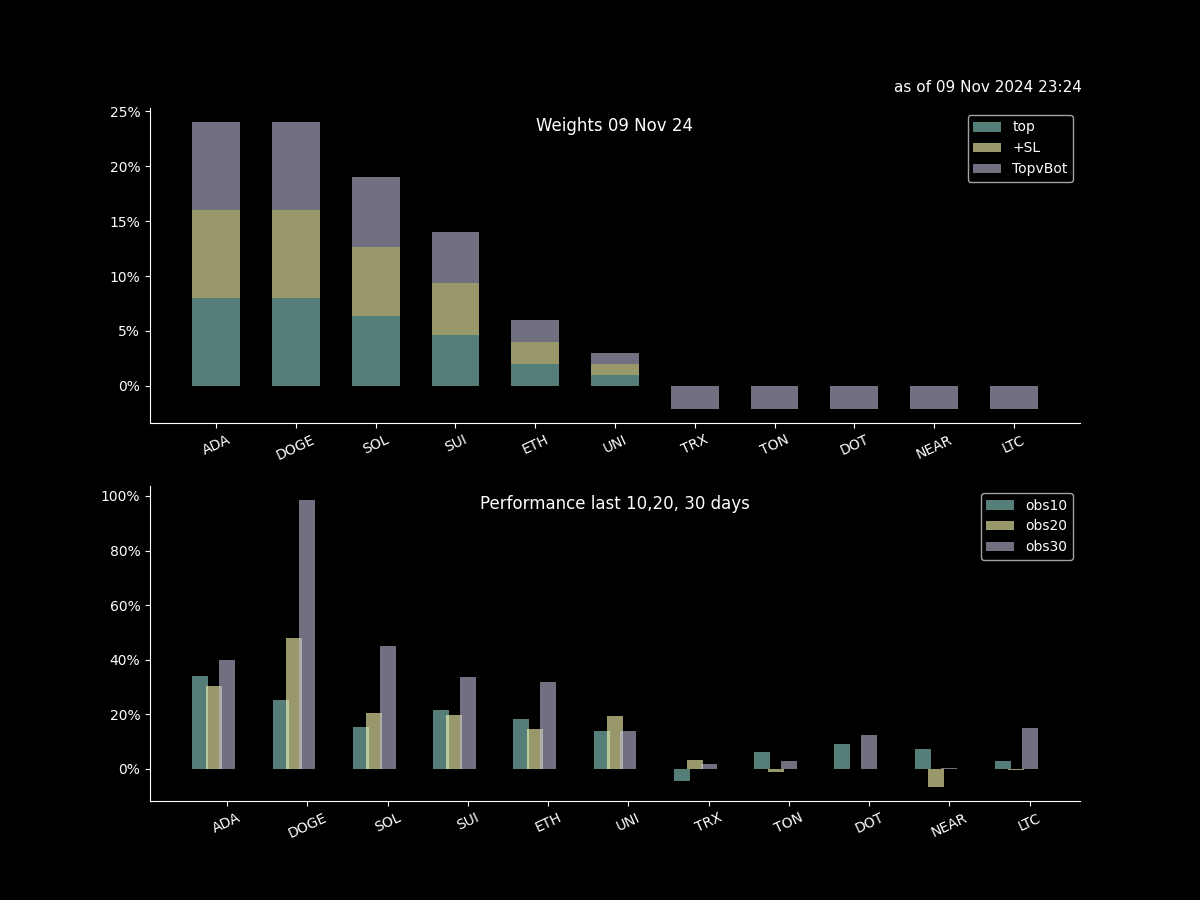 as of 09 Nov 2024 23:24
Weights 09 Nov 24
25%
20%
15%
10%
5%
0%
top
+SL
TopvBot
ADA DOGE SOL SUI ETH UNI TRX TON DOT NEAR LTC
Performance last 10,20, 30 days
100%
80%
60%
40%
20%
0%
obs10
obs20
obs30
ADA DOGE SOL SUI ETH UNI TRX TON DOT NEAR LTC